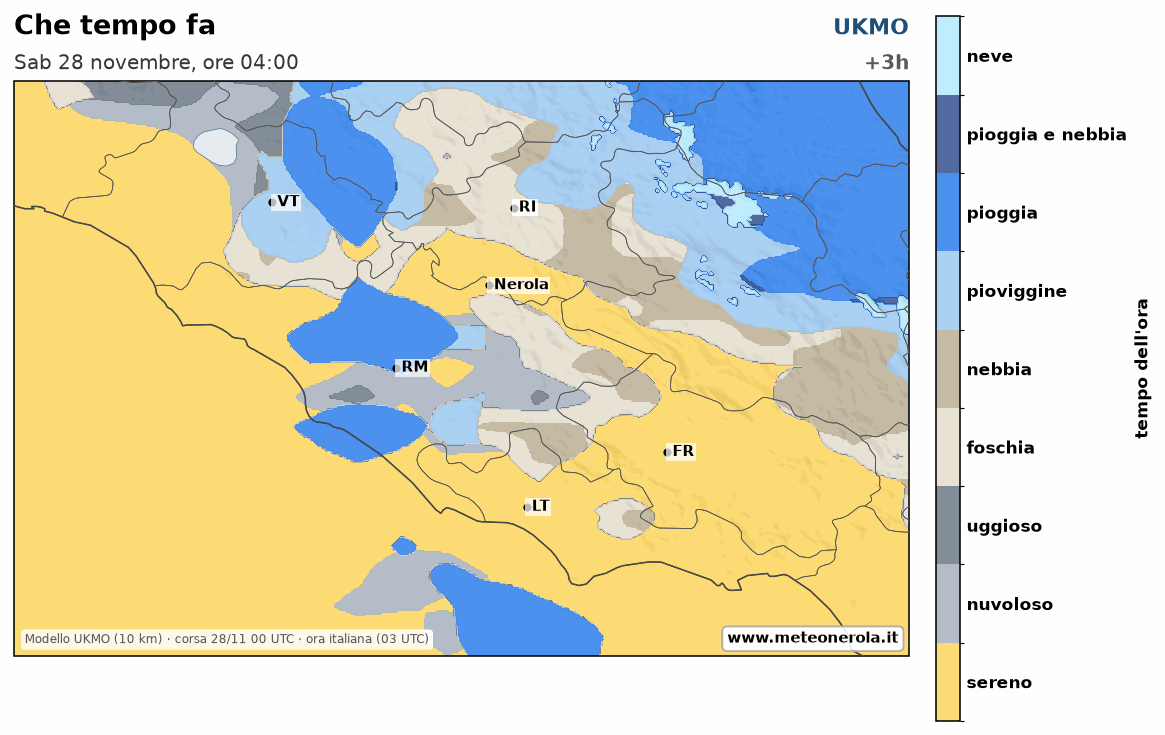 Che tempo fa
UKMO
Sab 28 novembre, ore 04:00
+3h
neve
pioggia e nebbia
pioggia
pioviggine
nebbia
foschia
uggioso
nuvoloso
sereno
tempo dell'ora
VT
RI
Nerola
RM
FR
LT
Modello UKMO (10 km) · corsa 28/11 00 UTC · ora italiana (03 UTC)
www.meteonerola.it